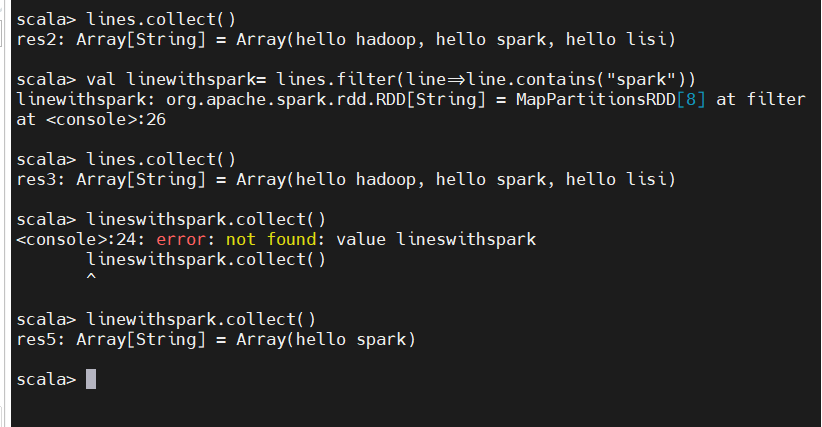 scala> lines.collect()
res2: Array[String] = Array(hello hadoop, hello spark, hello lisi)
scala> val linewithspark= lines.filter(line=>line.contains("spark"))
linewithspark: org.apache.spark.rdd.RDD[String] = MapPartitionsRDD[8] at filter
at <console>:26
scala> lines.collect()
res3: Array[String] = Array(hello hadoop, hello spark, hello lisi)
scala> lineswithspark.collect()
<console>:24: error: not found: value lineswithspark
       lineswithspark.collect()
       ^
scala> linewithspark.collect()
res5: Array[String] = Array(hello spark)
scala>